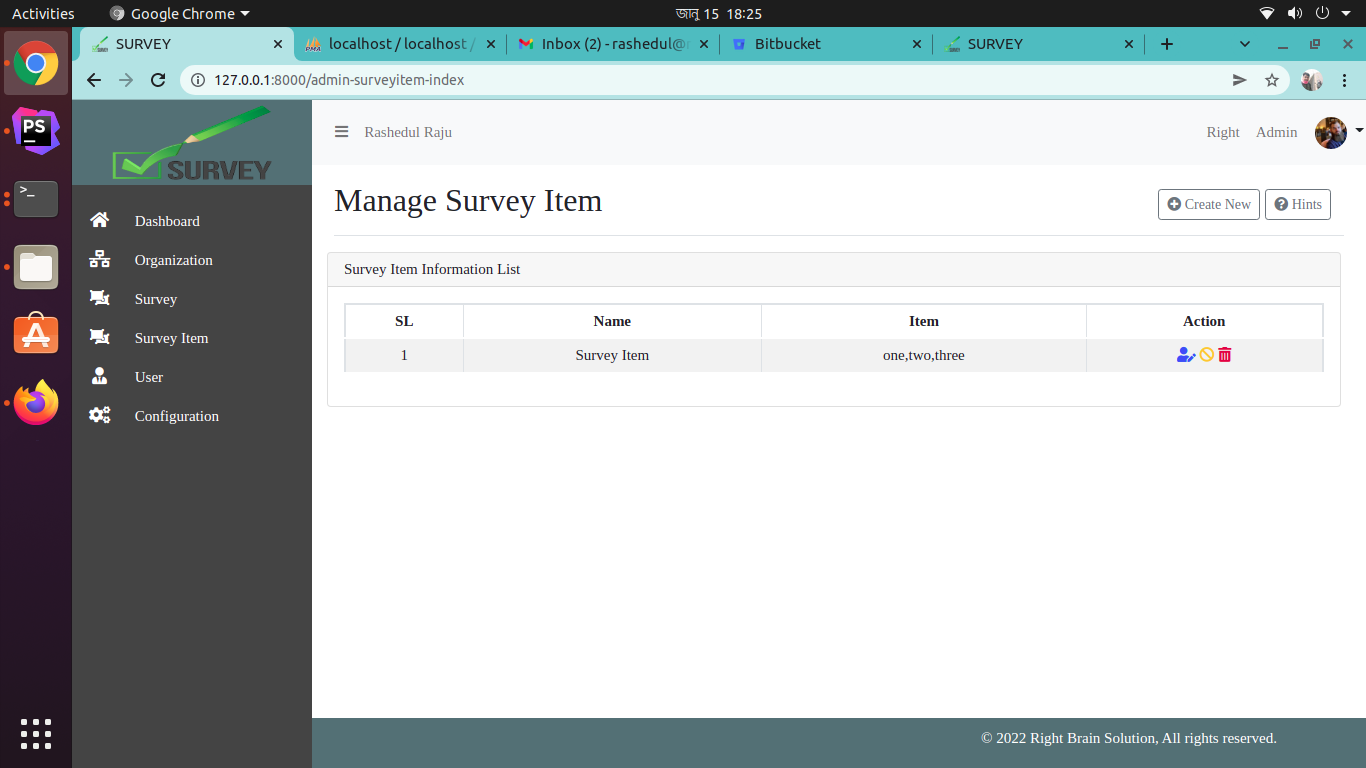 Activities Google Chrome জানু 15 18:25
SURVEY localhost / localhost / Inbox (2) - rashedul@r Bitbucket SURVEY
127.0.0.1:8000/admin-surveyitem-index
PS
>_
SURVEY
Rashedul Raju Right Admin
Manage Survey Item
Create New Hints
Dashboard
Organization
Survey
Survey Item
User
Configuration
Survey Item Information List
SL Name Item Action
1 Survey Item one,two,three
© 2022 Right Brain Solution, All rights reserved.